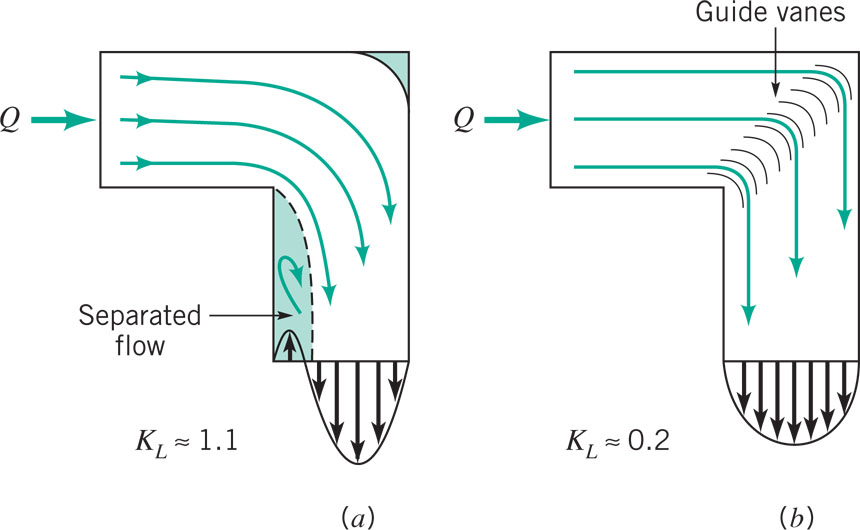 Guide vanes
Q
Q
Separated
flow
K_L ≈ 1.1
K_L ≈ 0.2
(a)
(b)